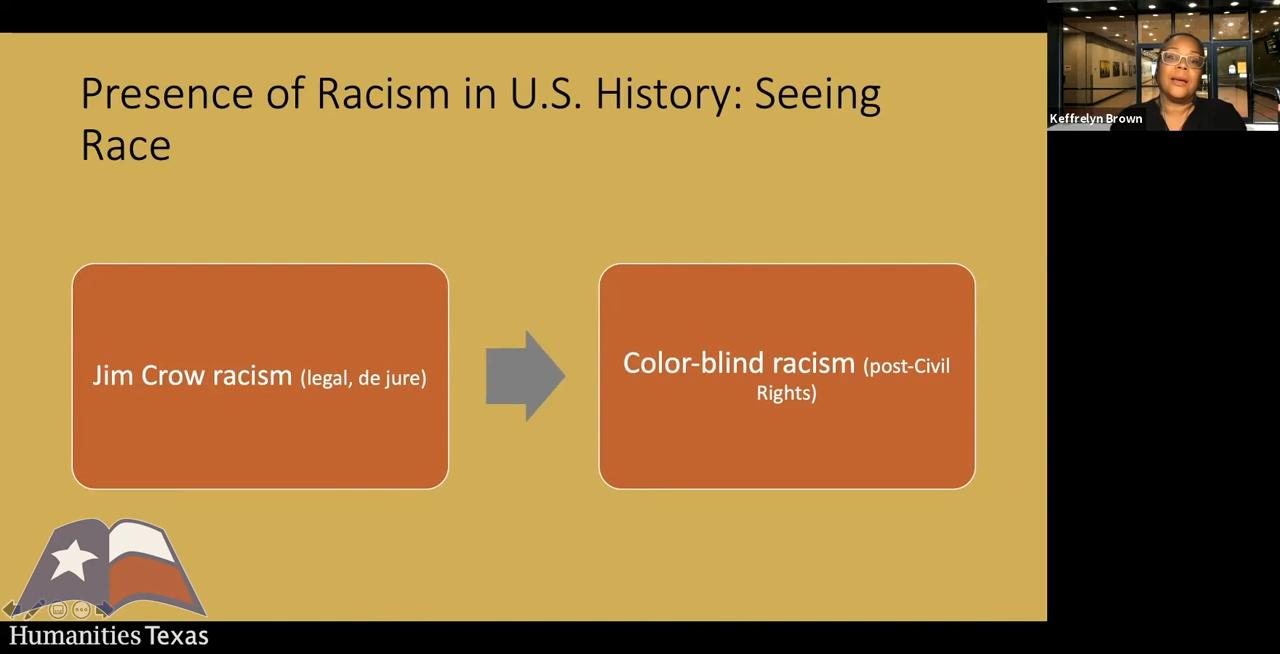 Presence of Racism in U.S. History: Seeing
Race
Keffrelyn Brown
Jim Crow racism (legal, de jure)
Color-blind racism (post-Civil
Rights)
Humanities Texas